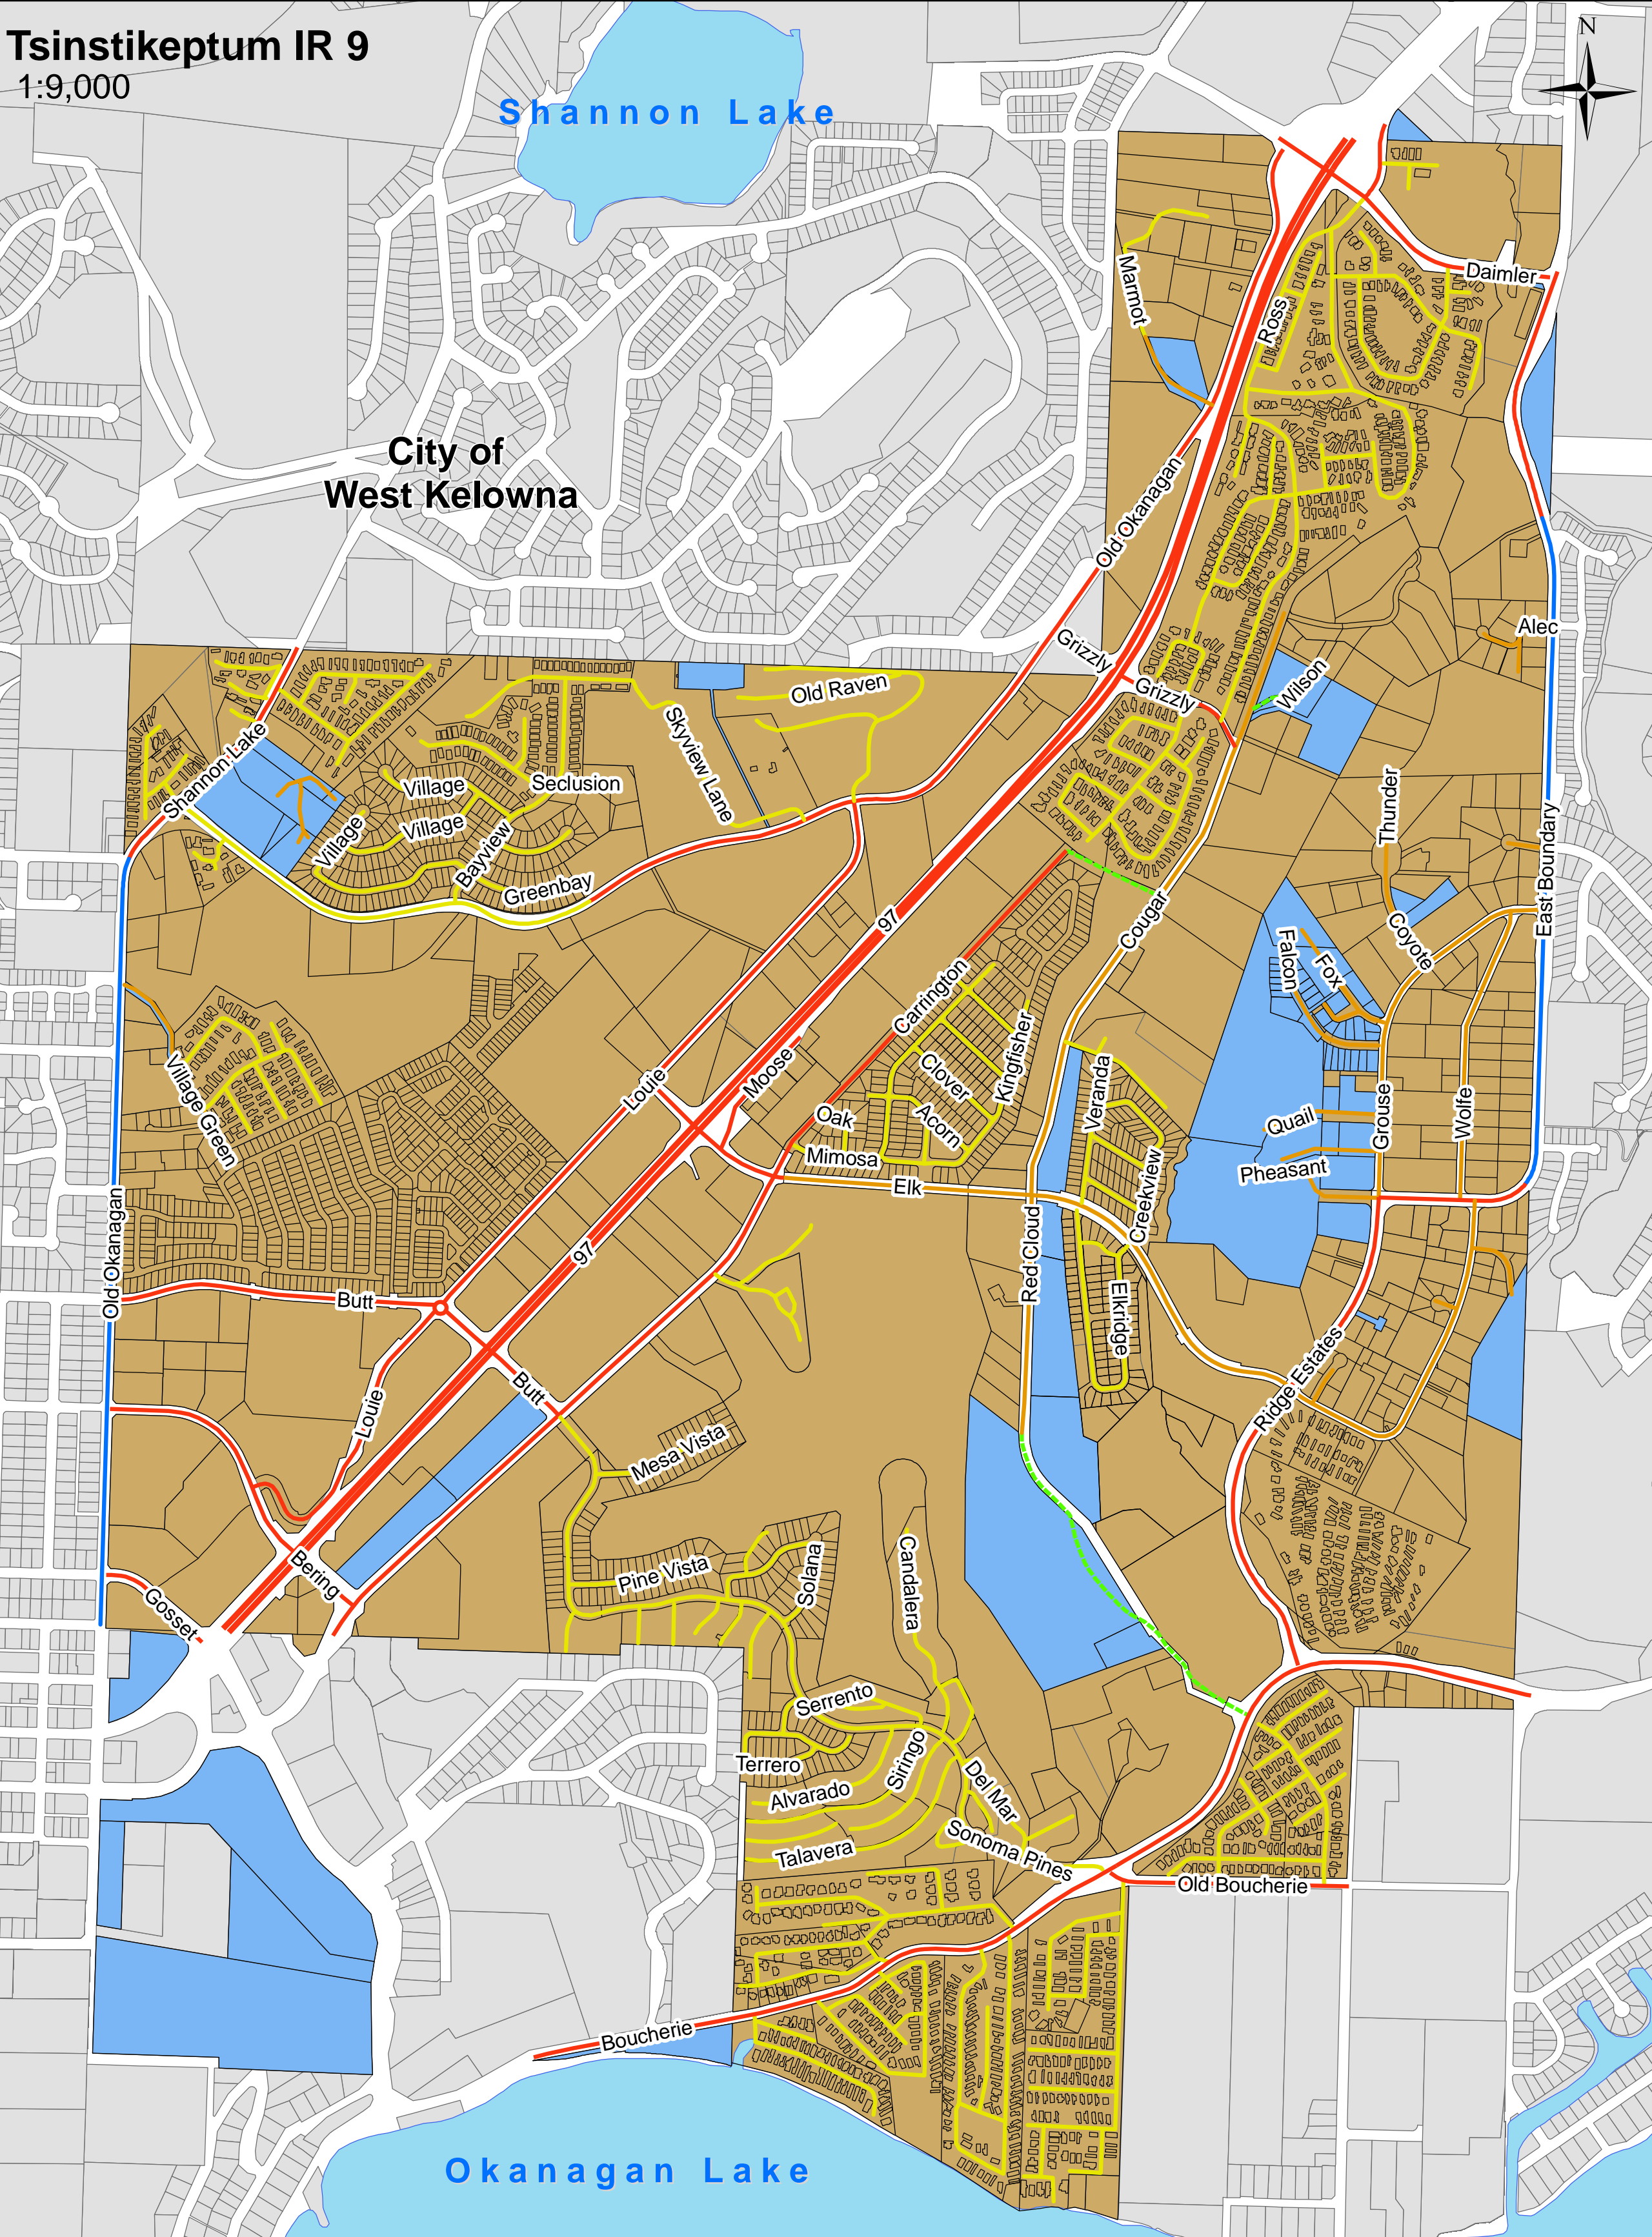 Tsinstikeptum IR 9
1:9,000
N
Shannon Lake
City of
West Kelowna
Daimler
Marmot
Ross
Old Okanagan
Grizzly
Grizzly
Alec
Wilson
Old Raven
Skyview Lane
Shannon Lake
Village
Seclusion
Village
Village
Bayview
Greenbay
Thunder
East Boundary
97
Cougar
Coyote
Falcon
Fox
Carrington
Kingfisher
Clover
Acorn
Oak
Mimosa
Moose
Louie
Village Green
Veranda
Grouse
Wolfe
Quail
Pheasant
Elk
Creekview
Red Cloud
Elkridge
Old Okanagan
97
Butt
Butt
Louie
Ridge Estates
Mesa Vista
Pine Vista
Solana
Candalera
Bering
Gosset
Serrento
Terrero
Siringo
Alvarado
Del Mar
Talavera
Sonoma Pines
Old Boucherie
Boucherie
Okanagan Lake